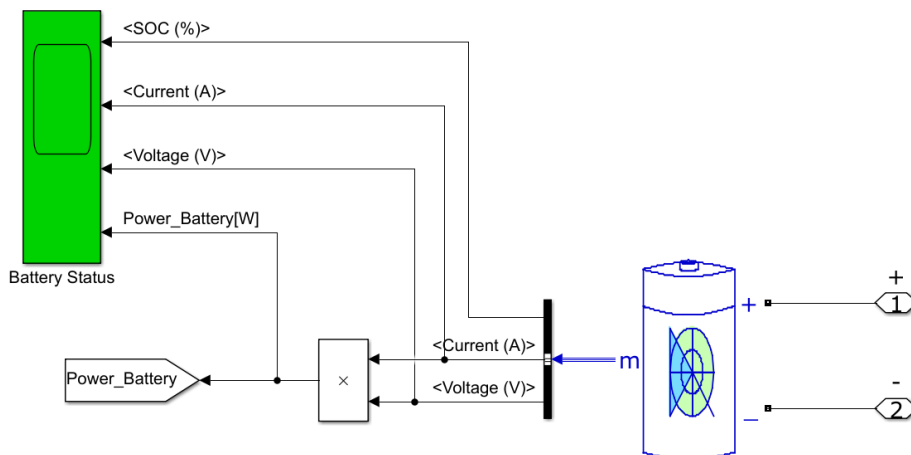 <SOC (%)>
<Current (A)>
<Voltage (V)>
Power_Battery[W]
Battery Status
+
+
1
<Current (A)>
m
Power_Battery
×
<Voltage (V)>
-
−
2